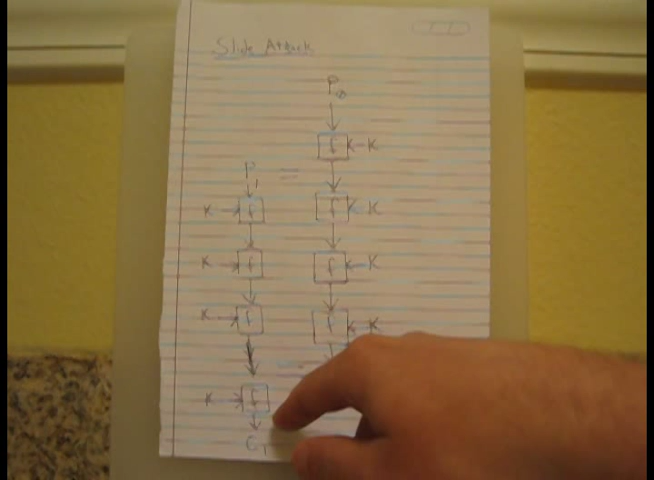 Slide Attack
P0
f K
P1 =
K f
f K
K f
f K
K f
f K
K f
C1